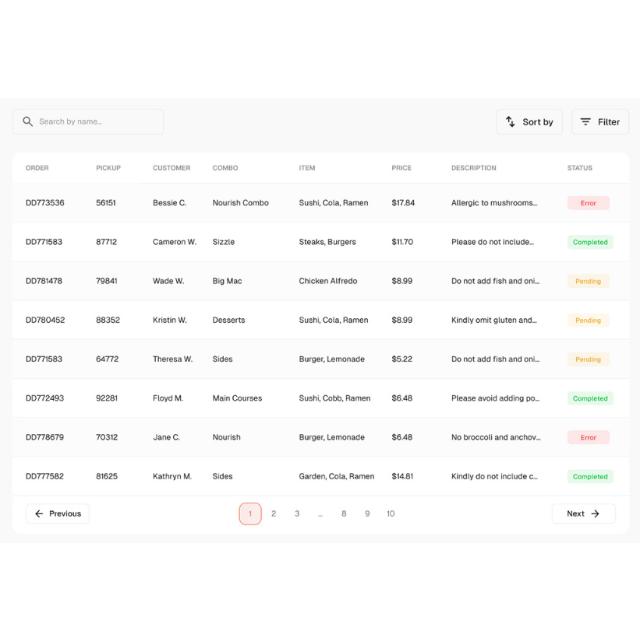 Search by name...
Sort by
Filter
ORDER PICKUP CUSTOMER COMBO ITEM PRICE DESCRIPTION STATUS
DD773536 56151 Bessie C. Nourish Combo Sushi, Cola, Ramen $17.84 Allergic to mushrooms... Error
DD771583 87712 Cameron W. Sizzle Steaks, Burgers $11.70 Please do not include... Completed
DD781478 79841 Wade W. Big Mac Chicken Alfredo $8.99 Do not add fish and oni... Pending
DD780452 88352 Kristin W. Desserts Sushi, Cola, Ramen $8.99 Kindly omit gluten and... Pending
DD771583 64772 Theresa W. Sides Burger, Lemonade $5.22 Do not add fish and oni... Pending
DD772493 92281 Floyd M. Main Courses Sushi, Cobb, Ramen $6.48 Please avoid adding po... Completed
DD778679 70312 Jane C. Nourish Burger, Lemonade $6.48 No broccoli and anchov... Error
DD777582 81625 Kathryn M. Sides Garden, Cola, Ramen $14.81 Kindly do not include c... Completed
Previous 1 2 3 ... 8 9 10 Next